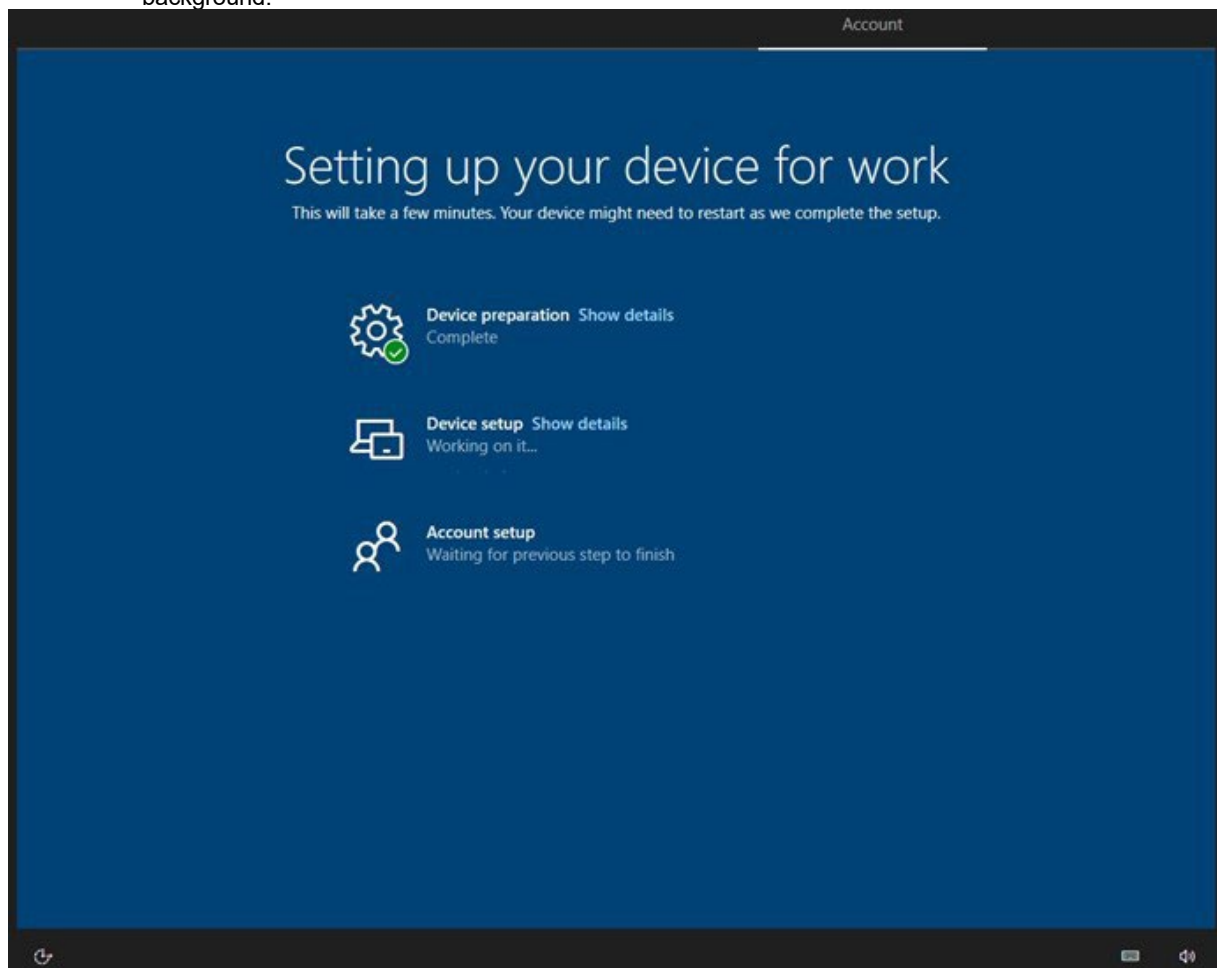 background.
Account
Setting up your device for work
This will take a few minutes. Your device might need to restart as we complete the setup.
Device preparation Show details
Complete
Device setup Show details
Working on it...
Account setup
Waiting for previous step to finish